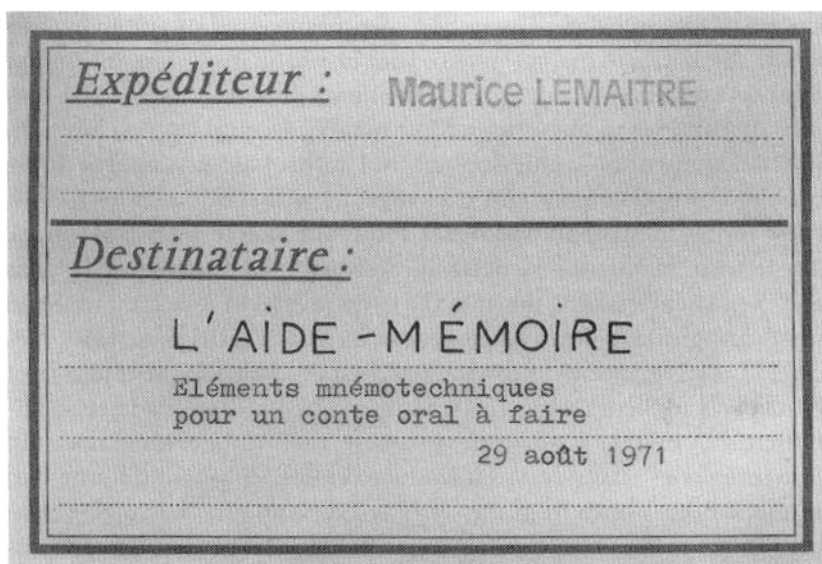 Expéditeur : Maurice LEMAITRE
Destinataire :
L'AIDE-MÉMOIRE
Eléments mnémotechniques
pour un conte oral à faire
29 août 1971